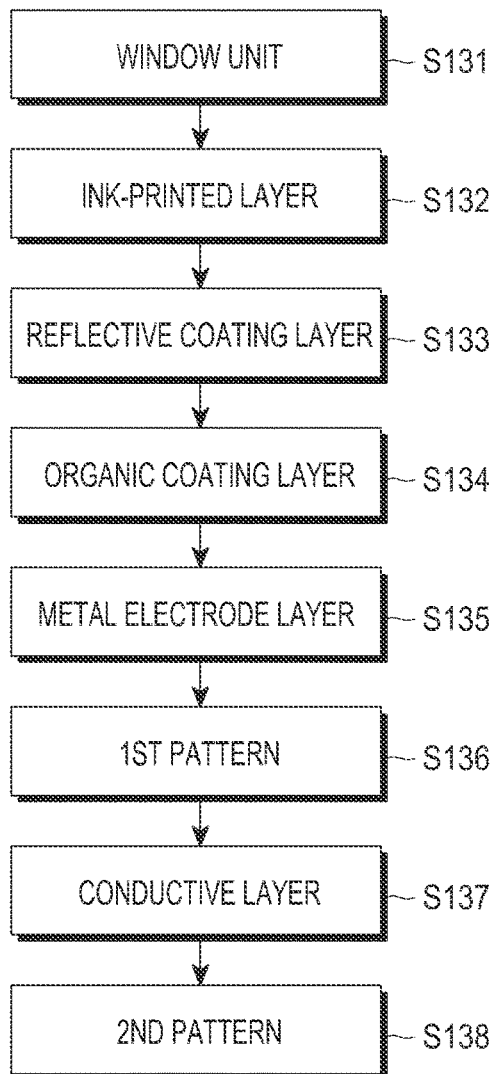 WINDOW UNIT S131
INK-PRINTED LAYER S132
REFLECTIVE COATING LAYER S133
ORGANIC COATING LAYER S134
METAL ELECTRODE LAYER S135
1ST PATTERN S136
CONDUCTIVE LAYER S137
2ND PATTERN S138